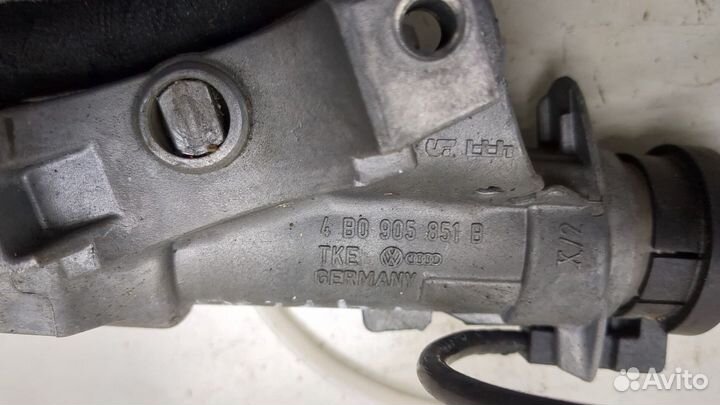 4 B0 905 851 B
TKE
GERMANY
K/2
Avito